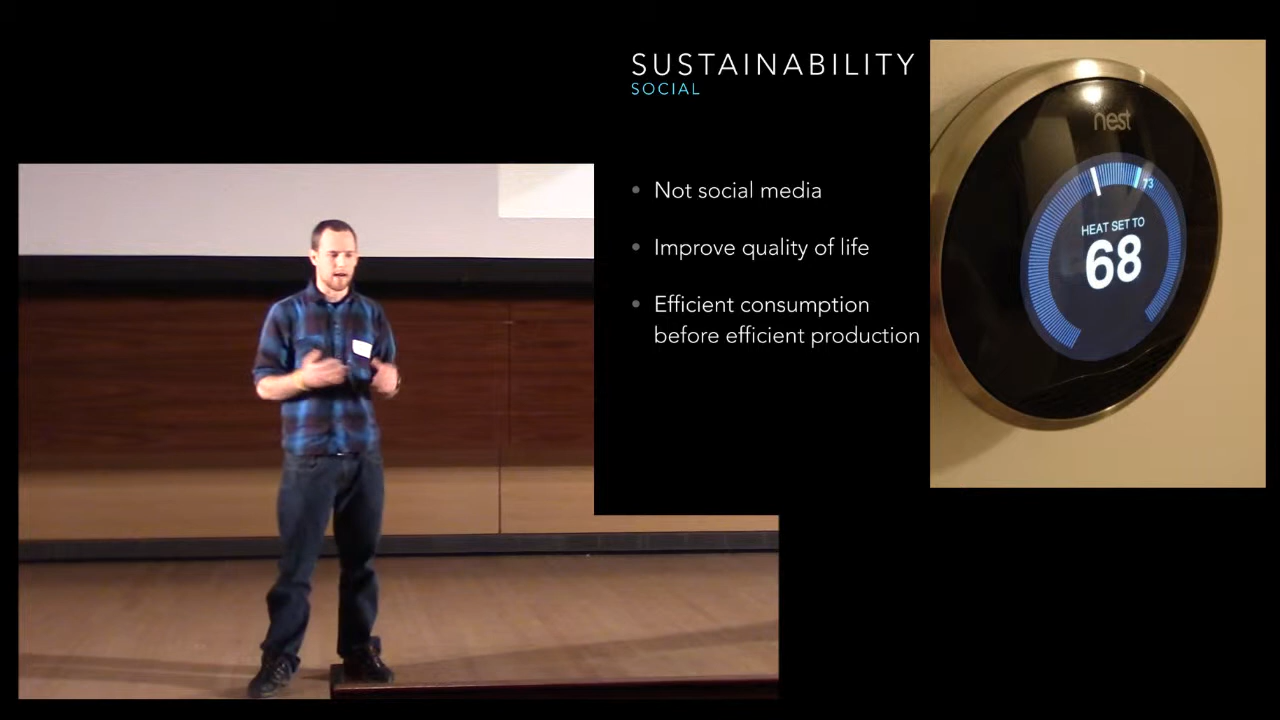 SUSTAINABILITY
SOCIAL
• Not social media
• Improve quality of life
• Efficient consumption
before efficient production
nest
73
HEAT SET TO
68